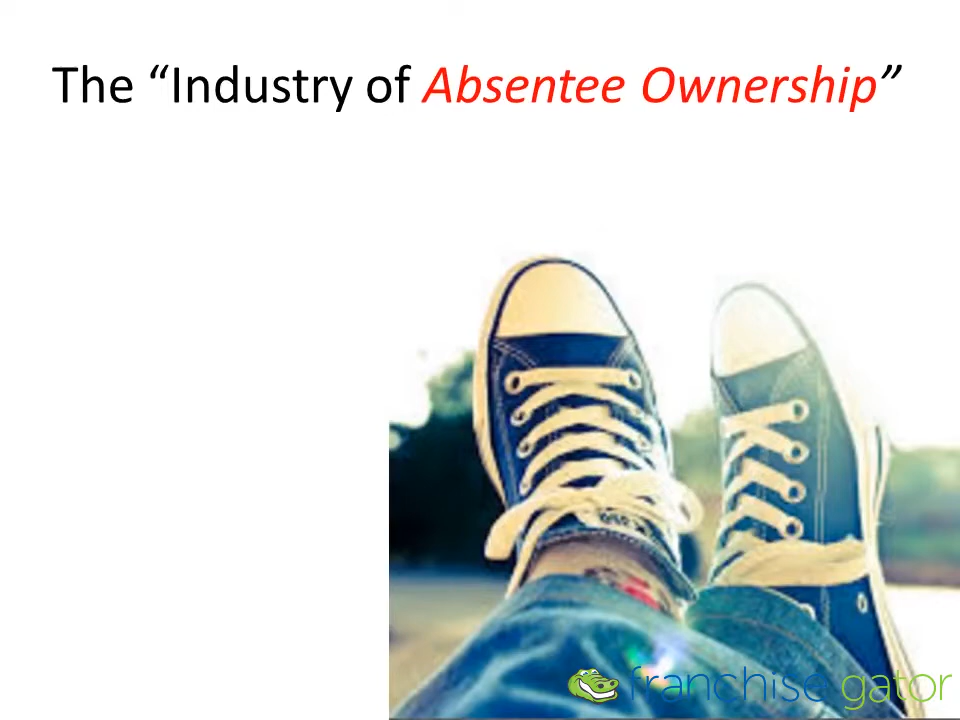 The “Industry of Absentee Ownership”
franchise gator